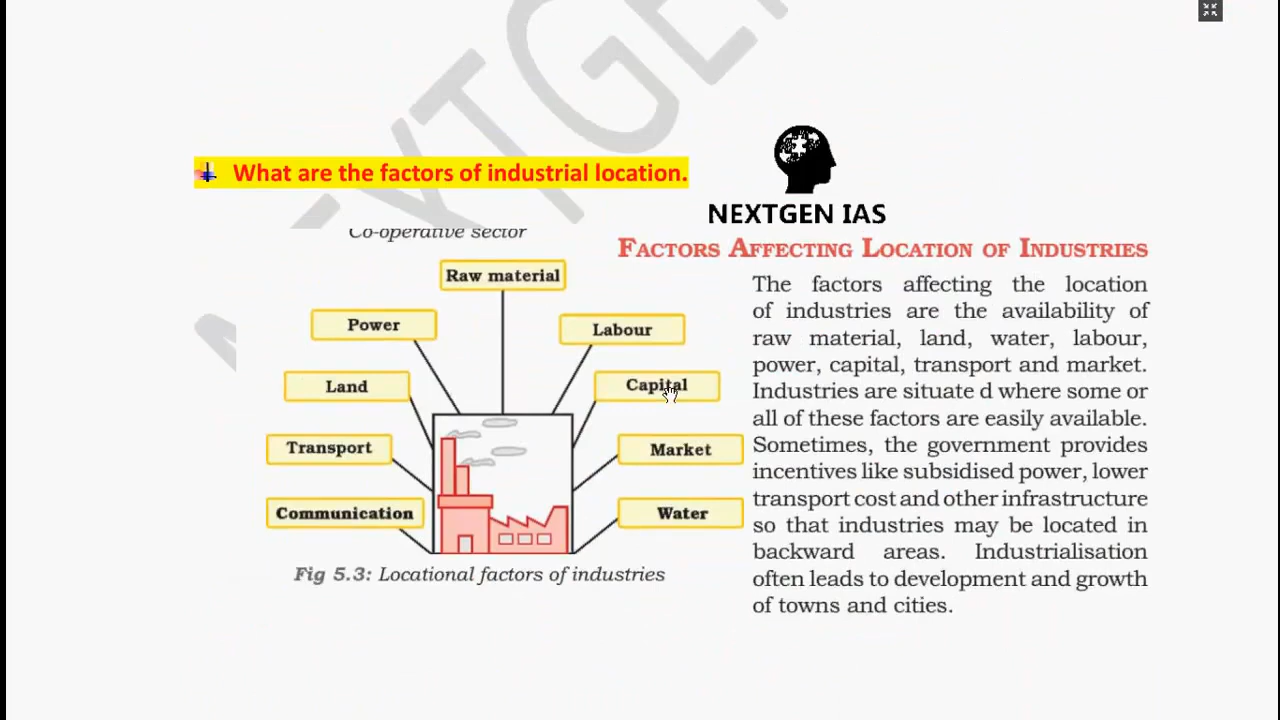 What are the factors of industrial location.
NEXTGEN IAS
Co-operative sector
FACTORS AFFECTING LOCATION OF INDUSTRIES
Raw material
Power
Labour
Land
Capital
Transport
Market
Communication
Water
Fig 5.3: Locational factors of industries
The factors affecting the location
of industries are the availability of
raw material, land, water, labour,
power, capital, transport and market.
Industries are situate d where some or
all of these factors are easily available.
Sometimes, the government provides
incentives like subsidised power, lower
transport cost and other infrastructure
so that industries may be located in
backward areas. Industrialisation
often leads to development and growth
of towns and cities.